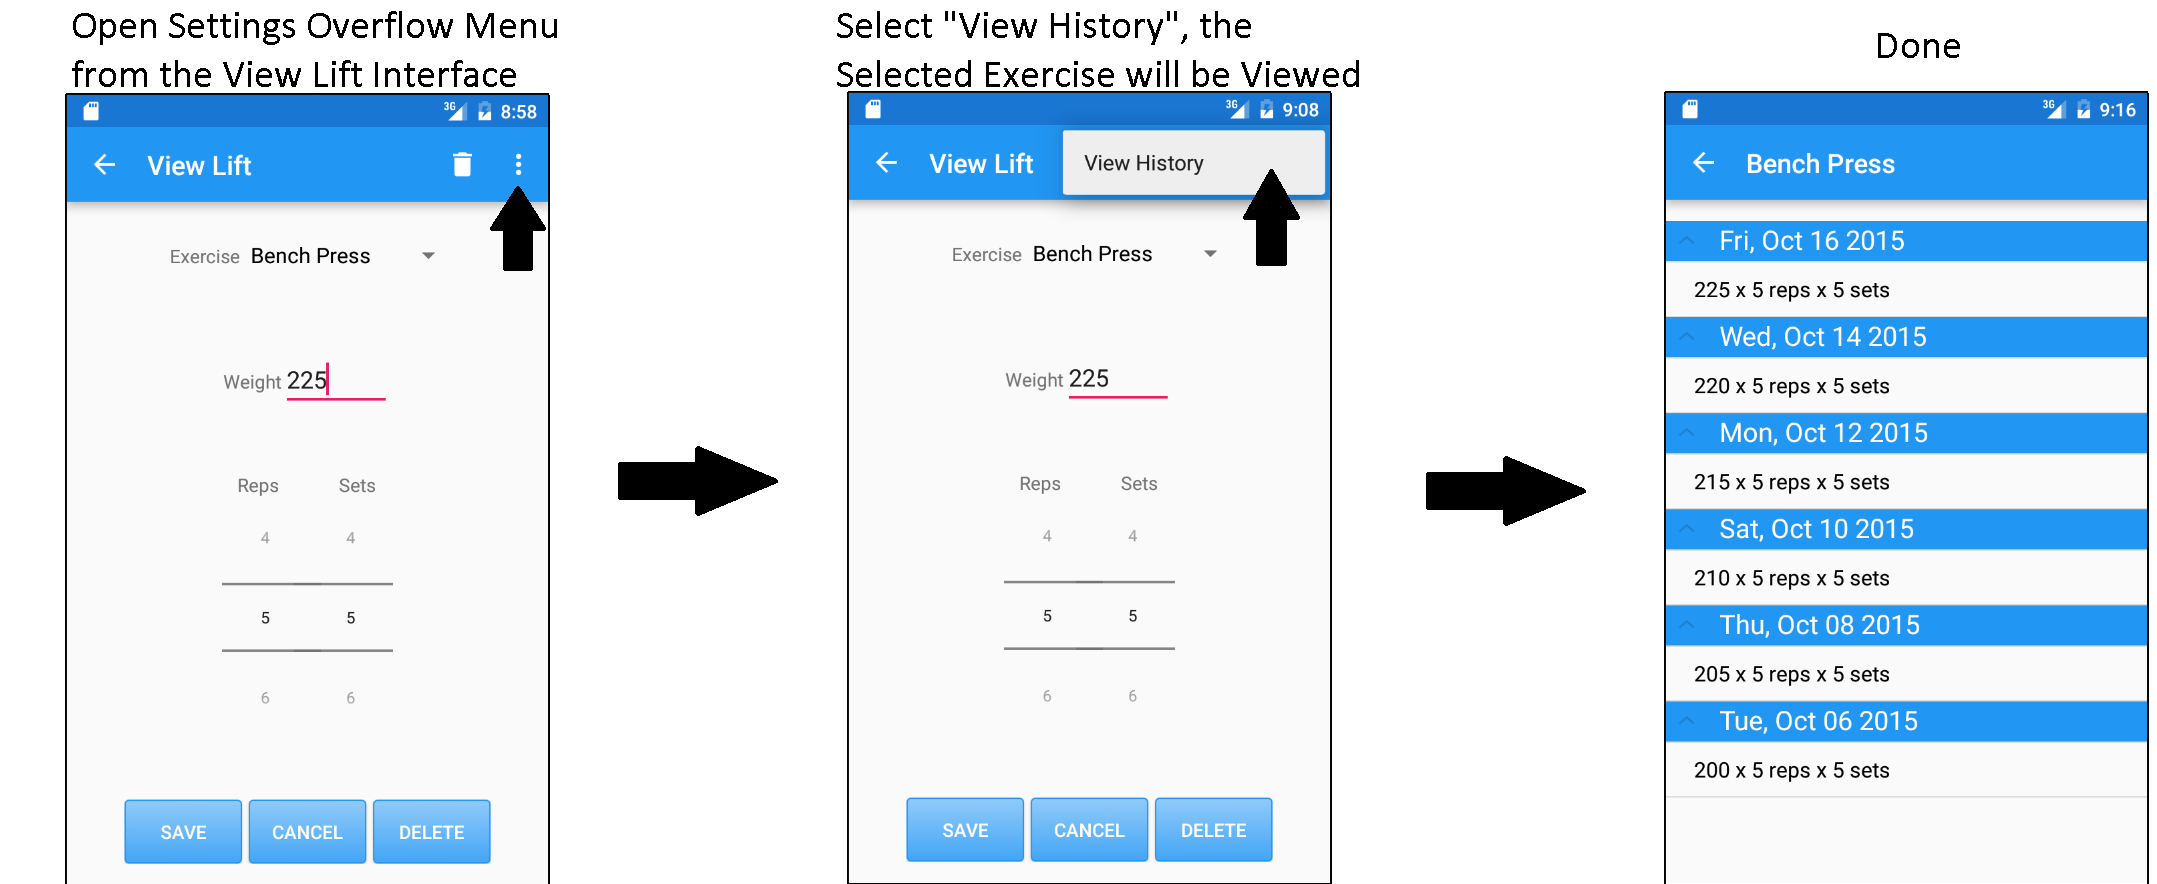 Open Settings Overflow Menu
from the View Lift Interface
3G 8:58
View Lift
Exercise Bench Press
Weight 225
Reps Sets
4 4
5 5
6 6
SAVE CANCEL DELETE
Select "View History", the
Selected Exercise will be Viewed
3G 9:08
View Lift View History
Exercise Bench Press
Weight 225
Reps Sets
4 4
5 5
6 6
SAVE CANCEL DELETE
Done
3G 9:16
Bench Press
Fri, Oct 16 2015
225 x 5 reps x 5 sets
Wed, Oct 14 2015
220 x 5 reps x 5 sets
Mon, Oct 12 2015
215 x 5 reps x 5 sets
Sat, Oct 10 2015
210 x 5 reps x 5 sets
Thu, Oct 08 2015
205 x 5 reps x 5 sets
Tue, Oct 06 2015
200 x 5 reps x 5 sets